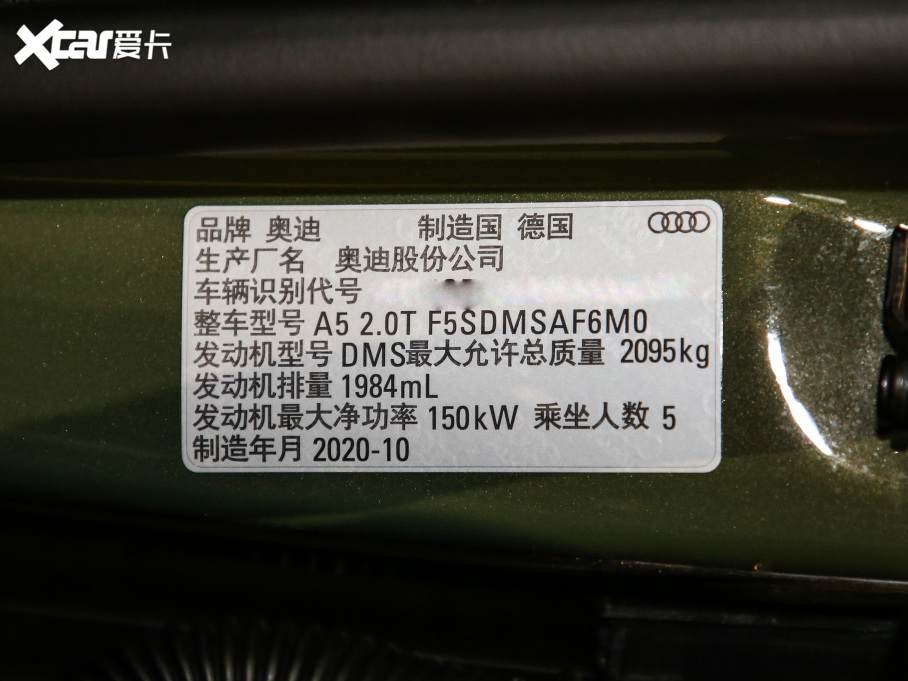 Xcar爱卡
品牌 奥迪 制造国 德国
生产厂名 奥迪股份公司
车辆识别代号
整车型号 A5 2.0T F5SDMSAF6M0
发动机型号 DMS最大允许总质量 2095kg
发动机排量 1984mL
发动机最大净功率 150kW 乘坐人数 5
制造年月 2020-10